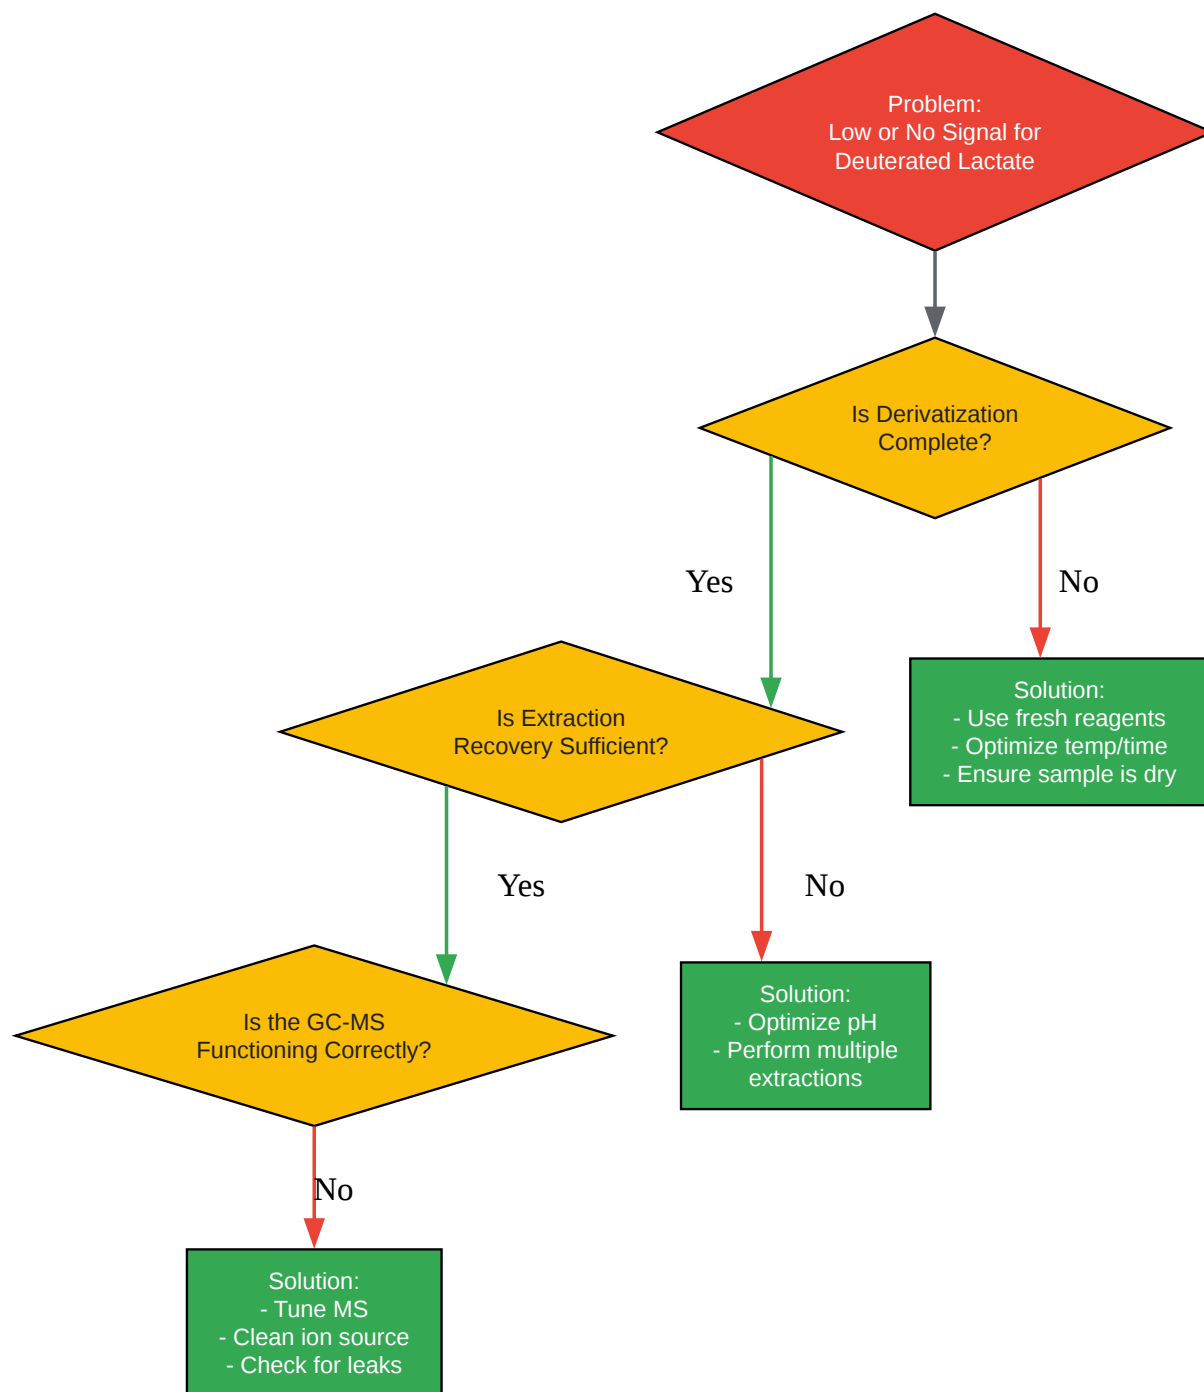 Problem:
Low or No Signal for
Deuterated Lactate
Is Derivatization
Complete?
Yes
No
Is Extraction
Recovery Sufficient?
Solution:
- Use fresh reagents
- Optimize temp/time
- Ensure sample is dry
Yes
No
Is the GC-MS
Functioning Correctly?
Solution:
- Optimize pH
- Perform multiple
extractions
No
Solution:
- Tune MS
- Clean ion source
- Check for leaks